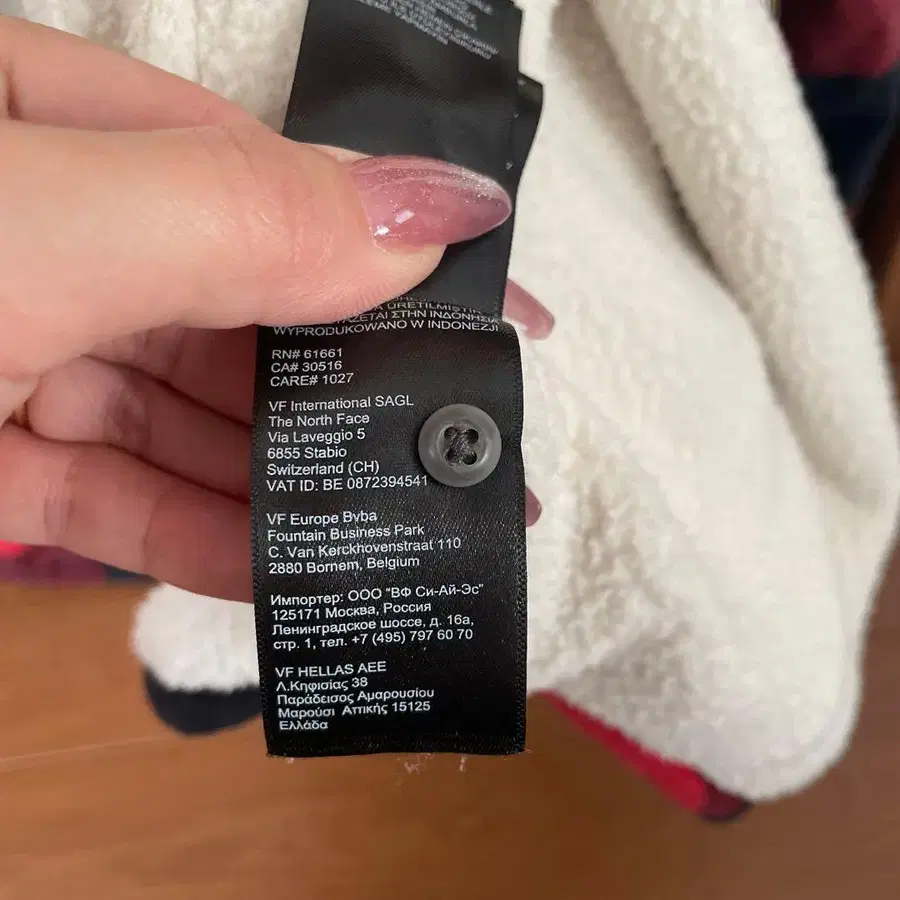 WYPRODUKOWANO W INDONEZJI
RN# 61661
CA# 30516
CARE# 1027
VF International SAGL
The North Face
Via Laveggio 5
6855 Stabio
Switzerland (CH)
VAT ID: BE 0872394541
VF Europe Bvba
Fountain Business Park
C. Van Kerckhovenstraat 110
2880 Bornem, Belgium
Импортер: ООО "ВФ Си-Ай-Эс"
125171 Москва, Россия
Ленинградское шоссе, д. 16а,
стр. 1, тел. +7 (495) 797 60 70
VF HELLAS AEE
Λ.Κηφισίας 38
Παράδεισος Αμαρουσίου
Μαρούσι Αττικής 15125
Ελλάδα